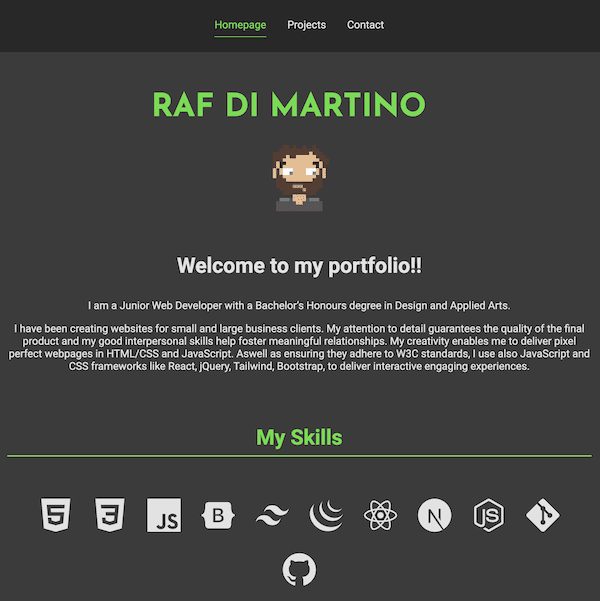 Homepage Projects Contact
RAF DI MARTINO
Welcome to my portfolio!!
I am a Junior Web Developer with a Bachelor's Honours degree in Design and Applied Arts.
I have been creating websites for small and large business clients. My attention to detail guarantees the quality of the final
product and my good interpersonal skills help foster meaningful relationships. My creativity enables me to deliver pixel
perfect webpages in HTML/CSS and JavaScript. Aswell as ensuring they adhere to W3C standards, I use also JavaScript and
CSS frameworks like React, jQuery, Tailwind, Bootstrap, to deliver interactive engaging experiences.
My Skills
5 3 JS B N JS